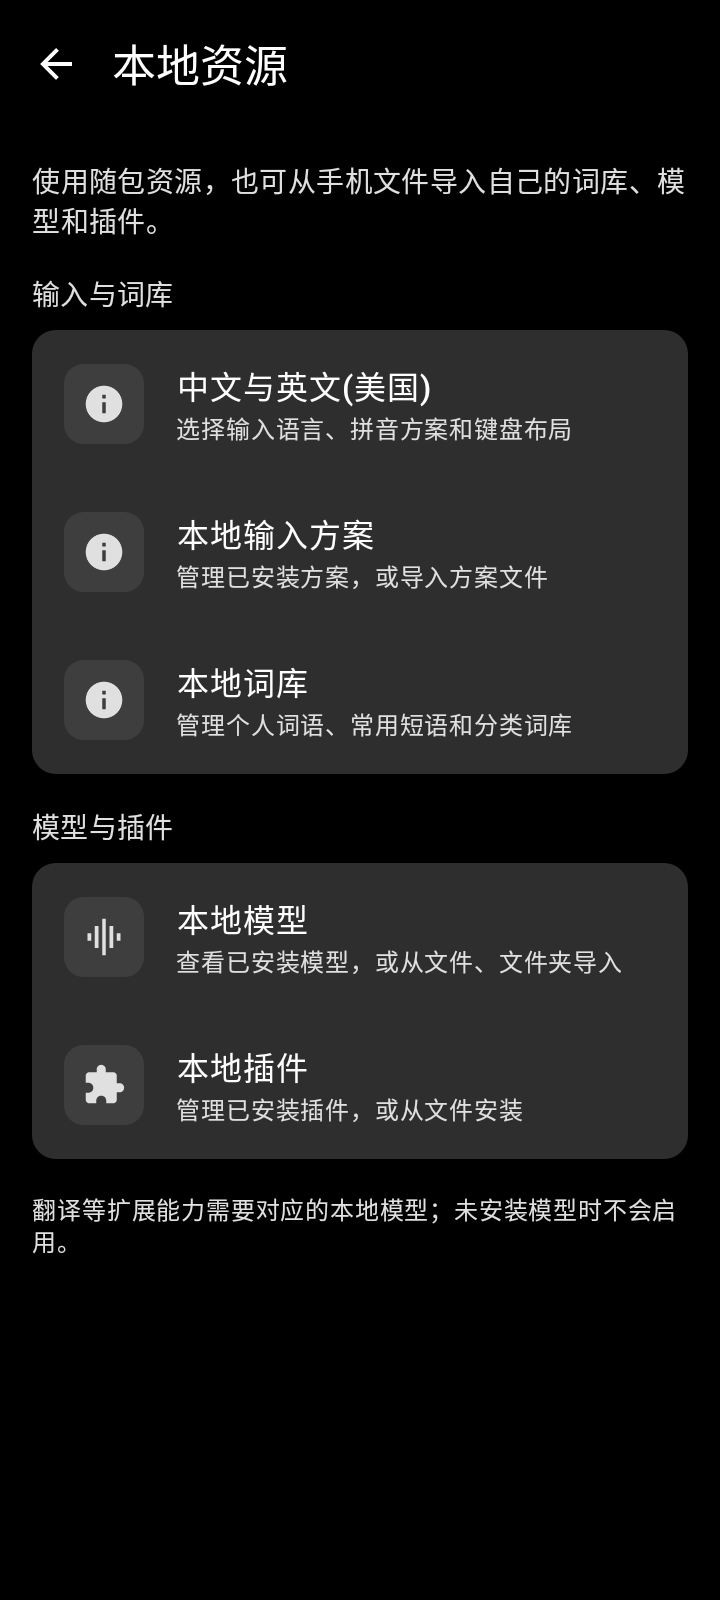 本地资源
使用随包资源，也可从手机文件导入自己的词库、模
型和插件。
输入与词库
中文与英文(美国)
选择输入语言、拼音方案和键盘布局
本地输入方案
管理已安装方案，或导入方案文件
本地词库
管理个人词语、常用短语和分类词库
模型与插件
本地模型
查看已安装模型，或从文件、文件夹导入
本地插件
管理已安装插件，或从文件安装
翻译等扩展能力需要对应的本地模型；未安装模型时不会启
用。